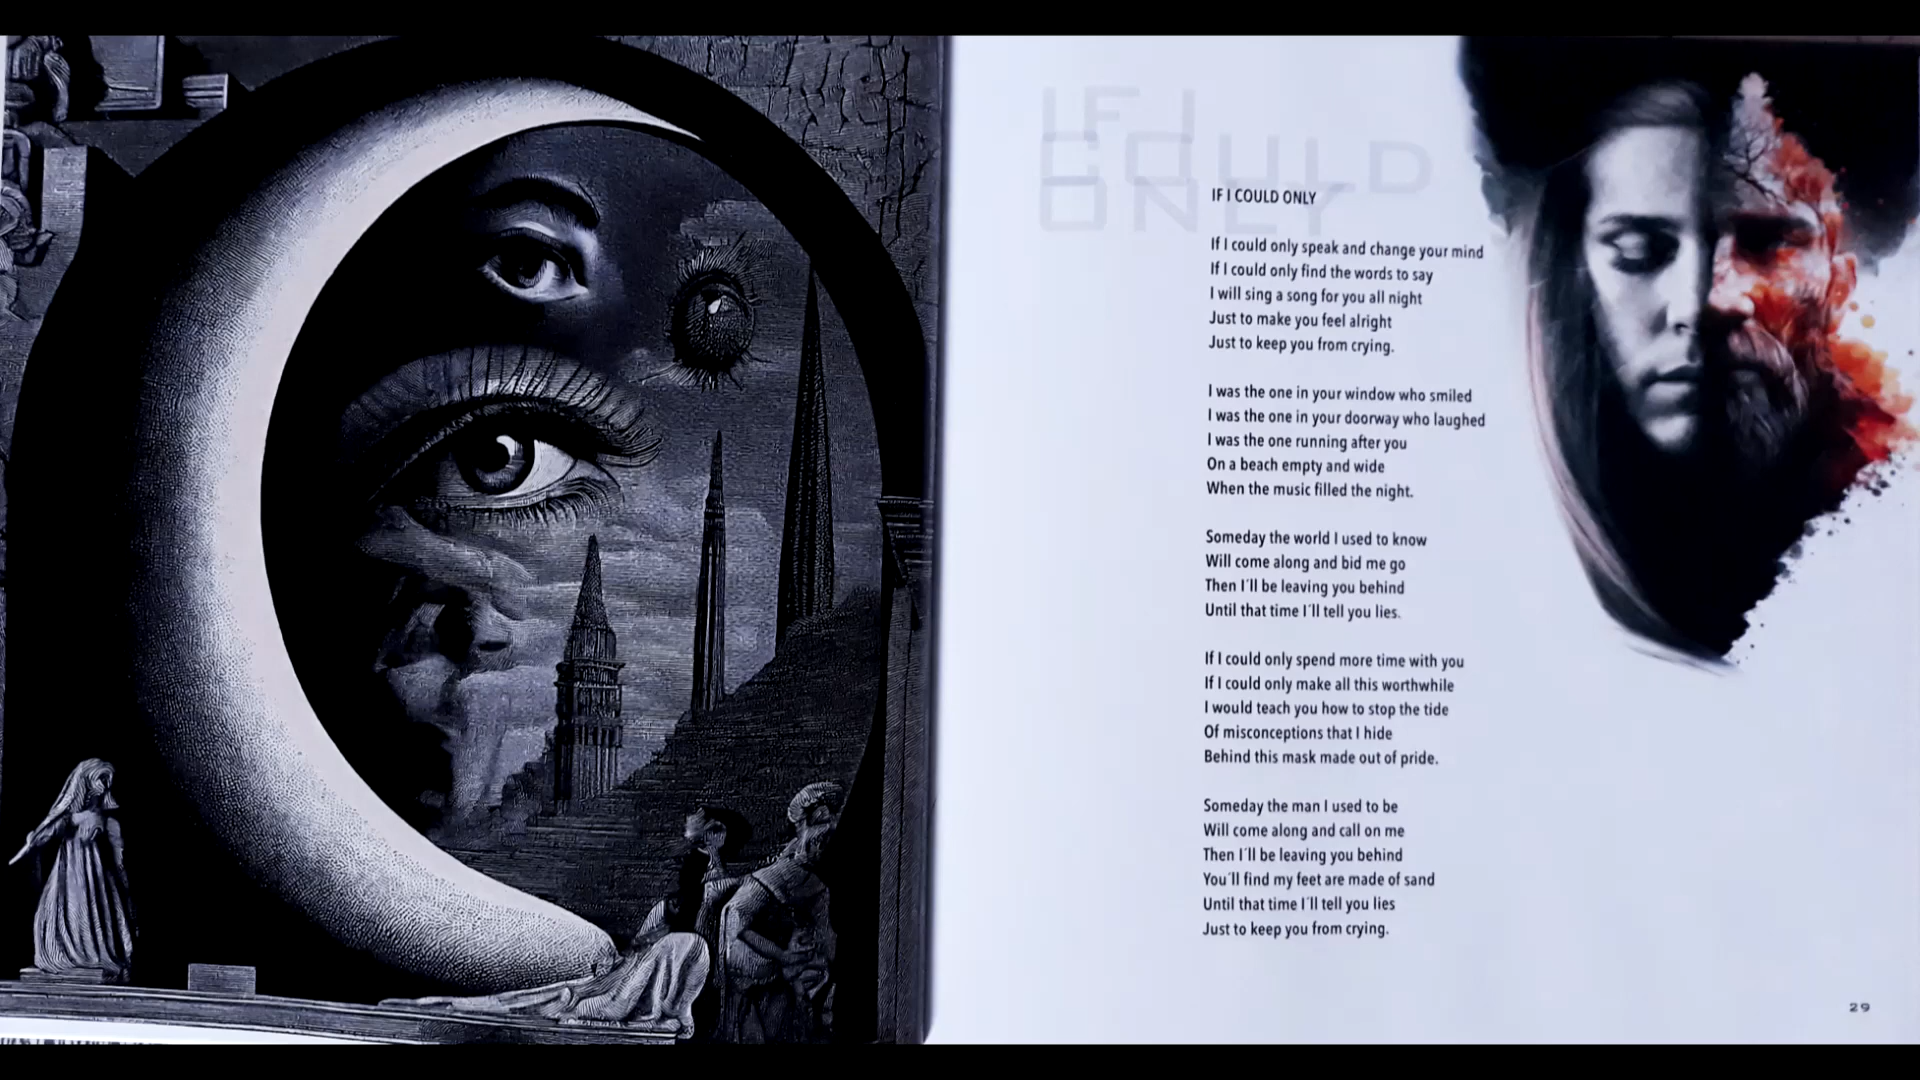 IF I
COULD
ONLY
IF I COULD ONLY
If I could only speak and change your mind
If I could only find the words to say
I will sing a song for you all night
Just to make you feel alright
Just to keep you from crying.
I was the one in your window who smiled
I was the one in your doorway who laughed
I was the one running after you
On a beach empty and wide
When the music filled the night.
Someday the world I used to know
Will come along and bid me go
Then I´ll be leaving you behind
Until that time I´ll tell you lies.
If I could only spend more time with you
If I could only make all this worthwhile
I would teach you how to stop the tide
Of misconceptions that I hide
Behind this mask made out of pride.
Someday the man I used to be
Will come along and call on me
Then I´ll be leaving you behind
You´ll find my feet are made of sand
Until that time I´ll tell you lies
Just to keep you from crying.
29